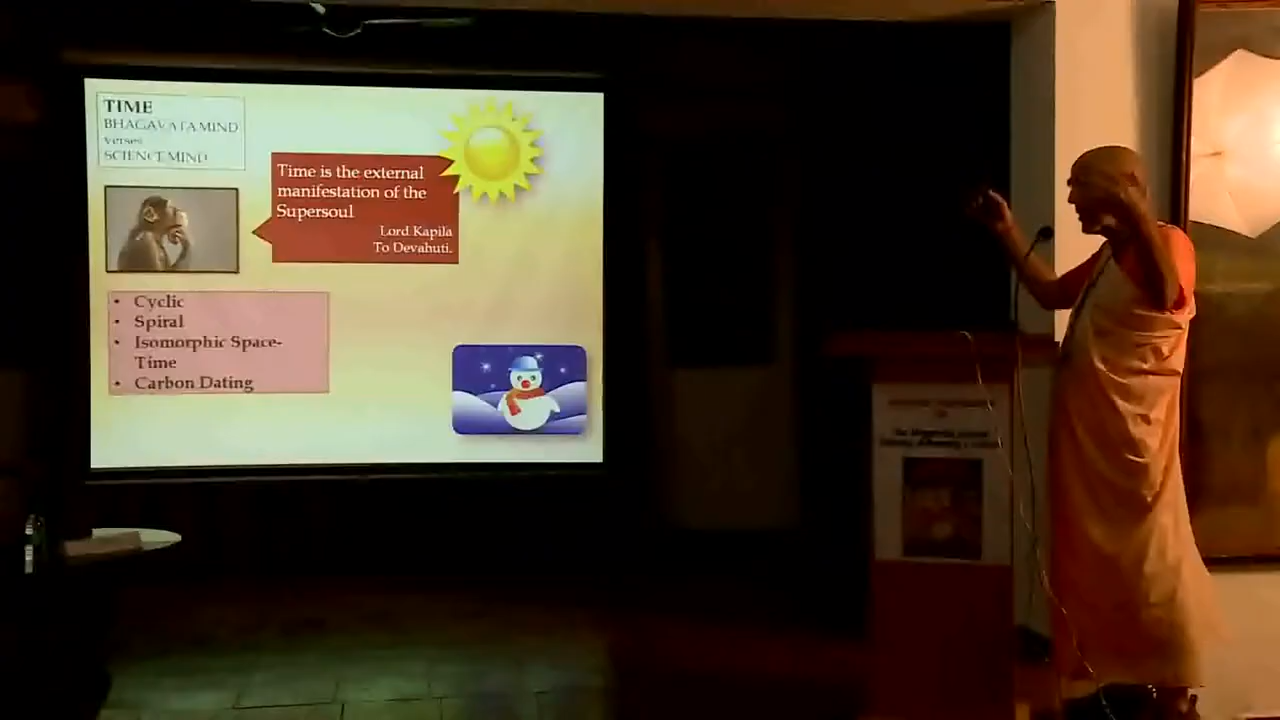 TIME
BHAGAVATA MIND
verses
SCIENCE MIND
Time is the external
manifestation of the
Supersoul
Lord Kapila
To Devahuti.
• Cyclic
• Spiral
• Isomorphic Space-
Time
• Carbon Dating